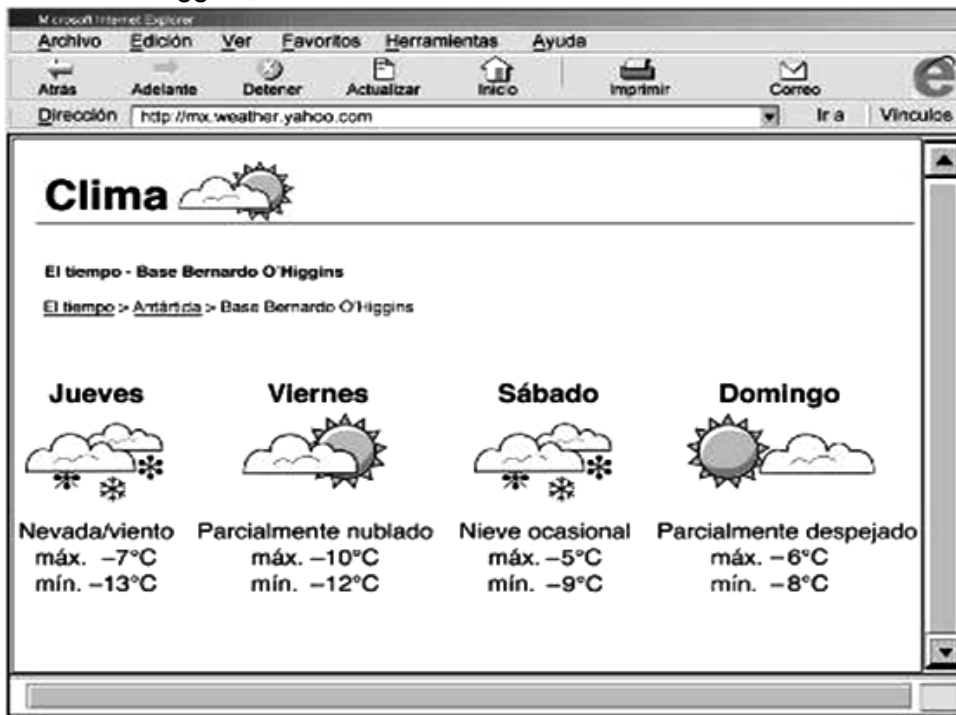 Microsoft Internet Explorer
Archivo Edición Ver Favoritos Herramientas Ayuda
Atrás Adelante Detener Actualizar Inicio Imprimir Correo
Dirección http://mx.weather.yahoo.com Ir a Vínculos
Clima
El tiempo - Base Bernardo O'Higgins
El tiempo > Antártida > Base Bernardo O'Higgins
Jueves Viernes Sábado Domingo
Nevada/viento Parcialmente nublado Nieve ocasional Parcialmente despejado
máx. –7°C máx. –10°C máx. –5°C máx. –6°C
mín. –13°C mín. –12°C mín. –9°C mín. –8°C